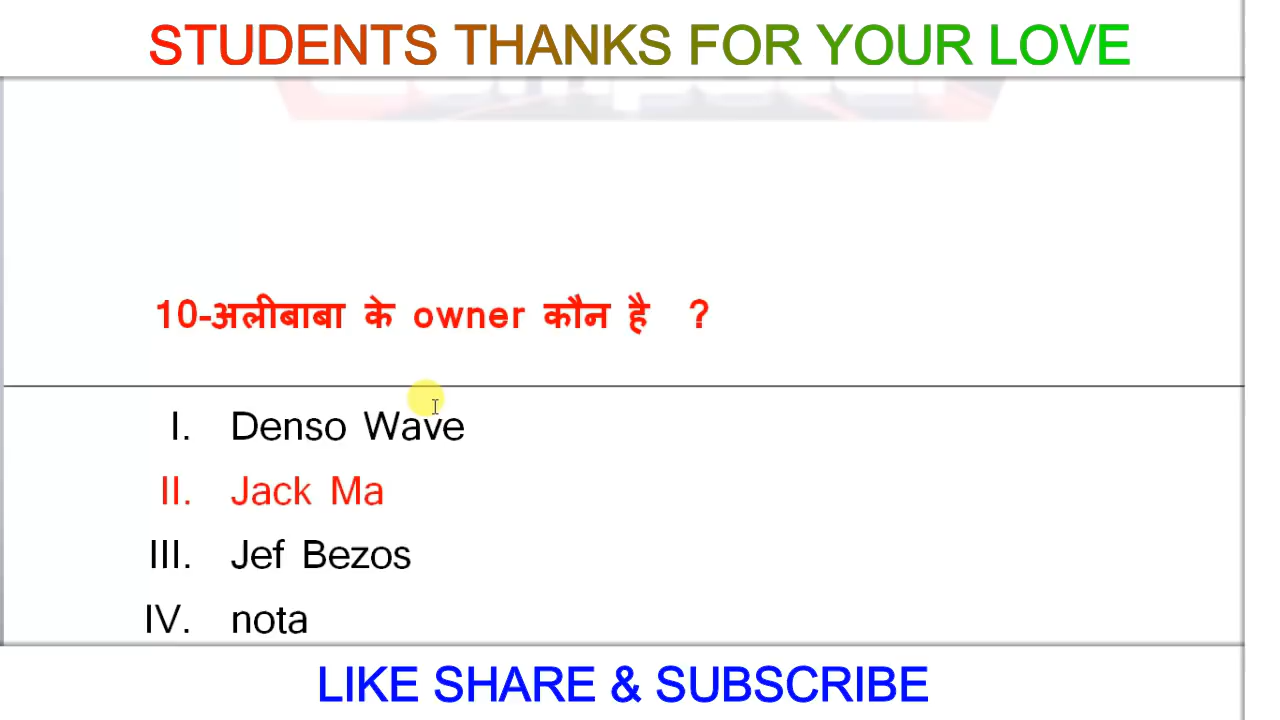 STUDENTS THANKS FOR YOUR LOVE
10-अलीबाबा के owner कौन है ?
I. Denso Wave
II. Jack Ma
III. Jef Bezos
IV. nota
LIKE SHARE & SUBSCRIBE